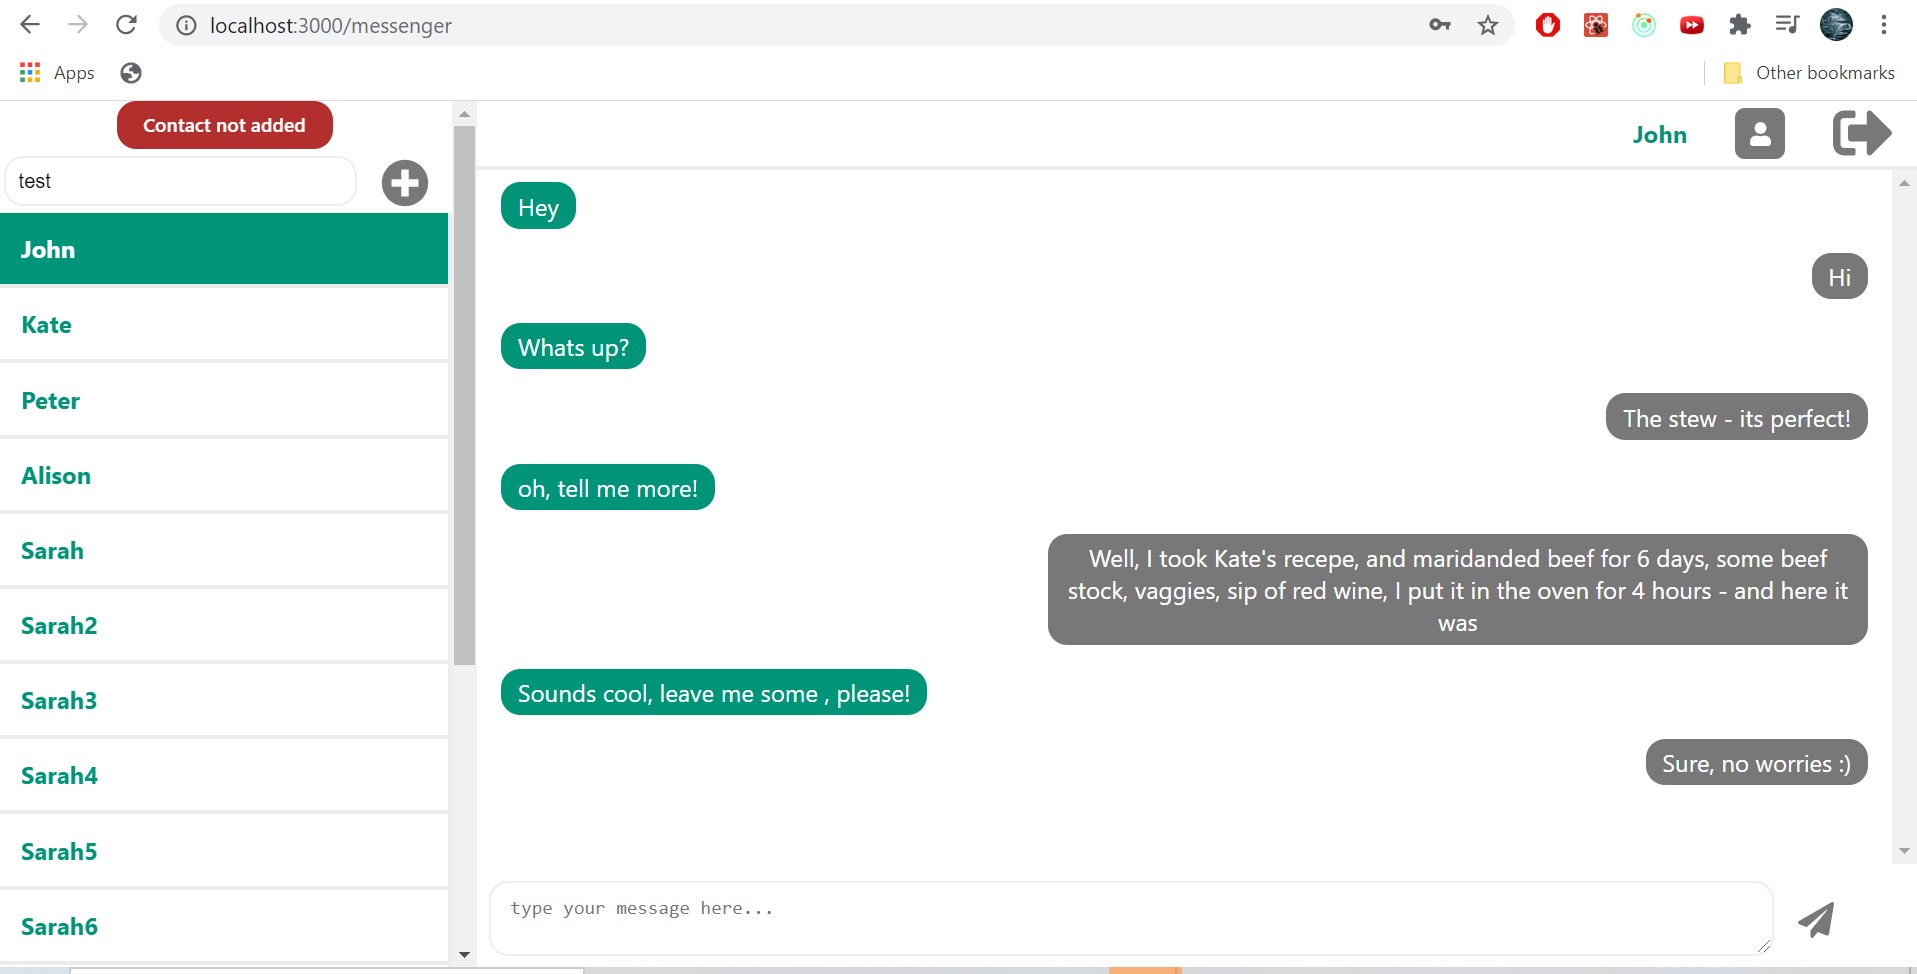 localhost:3000/messenger
Apps
Other bookmarks
Contact not added
test
John
Kate
Peter
Alison
Sarah
Sarah2
Sarah3
Sarah4
Sarah5
Sarah6
John
Hey
Hi
Whats up?
The stew - its perfect!
oh, tell me more!
Well, I took Kate's recepe, and maridanded beef for 6 days, some beef
stock, vaggies, sip of red wine, I put it in the oven for 4 hours - and here it
was
Sounds cool, leave me some , please!
Sure, no worries :)
type your message here...